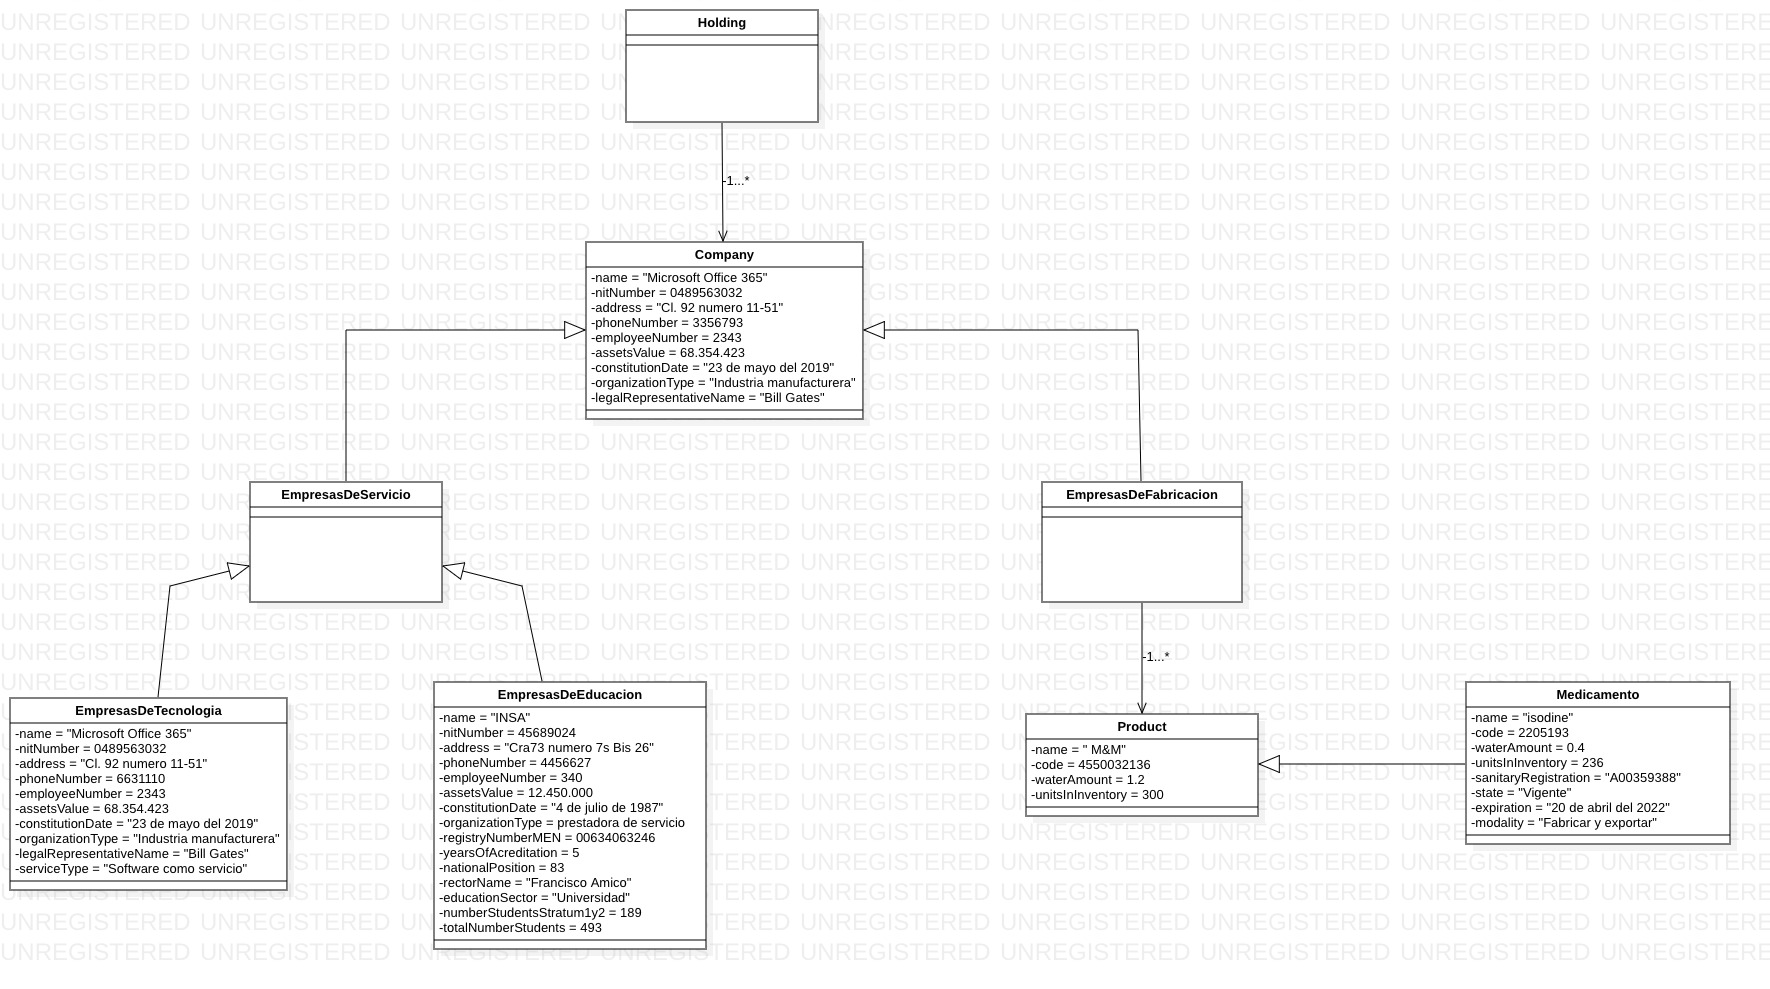 Holding
-1...*
Company
-name = "Microsoft Office 365"
-nitNumber = 0489563032
-address = "Cl. 92 numero 11-51"
-phoneNumber = 3356793
-employeeNumber = 2343
-assetsValue = 68.354.423
-constitutionDate = "23 de mayo del 2019"
-organizationType = "Industria manufacturera"
-legalRepresentativeName = "Bill Gates"
EmpresasDeServicio
EmpresasDeFabricacion
-1...*
EmpresasDeTecnologia
-name = "Microsoft Office 365"
-nitNumber = 0489563032
-address = "Cl. 92 numero 11-51"
-phoneNumber = 6631110
-employeeNumber = 2343
-assetsValue = 68.354.423
-constitutionDate = "23 de mayo del 2019"
-organizationType = "Industria manufacturera"
-legalRepresentativeName = "Bill Gates"
-serviceType = "Software como servicio"
EmpresasDeEducacion
-name = "INSA"
-nitNumber = 45689024
-address = "Cra73 numero 7s Bis 26"
-phoneNumber = 4456627
-employeeNumber = 340
-assetsValue = 12.450.000
-constitutionDate = "4 de julio de 1987"
-organizationType = prestadora de servicio
-registryNumberMEN = 00634063246
-yearsOfAcreditation = 5
-nationalPosition = 83
-rectorName = "Francisco Amico"
-educationSector = "Universidad"
-numberStudentsStratum1y2 = 189
-totalNumberStudents = 493
Product
-name = " M&M"
-code = 4550032136
-waterAmount = 1.2
-unitsInInventory = 300
Medicamento
-name = "isodine"
-code = 2205193
-waterAmount = 0.4
-unitsInInventory = 236
-sanitaryRegistration = "A00359388"
-state = "Vigente"
-expiration = "20 de abril del 2022"
-modality = "Fabricar y exportar"
UNREGISTERED